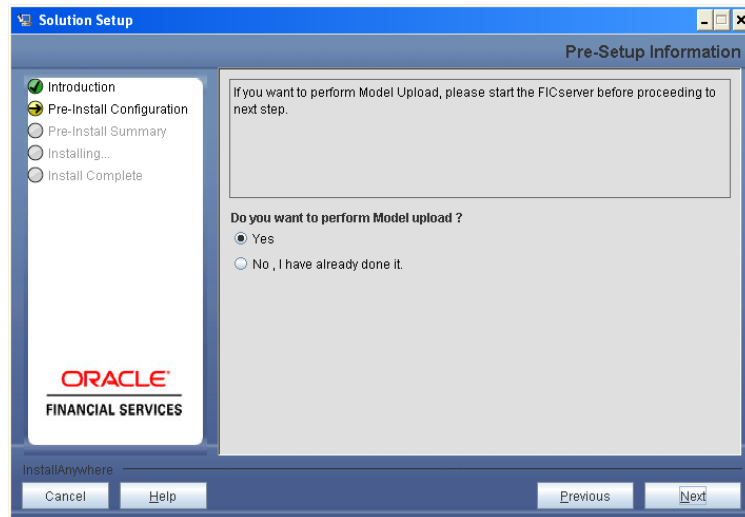 Solution Setup
Pre-Setup Information
Introduction
Pre-Install Configuration
Pre-Install Summary
Installing...
Install Complete
ORACLE
FINANCIAL SERVICES
If you want to perform Model Upload, please start the FICserver before proceeding to
next step.
Do you want to perform Model upload ?
Yes
No , I have already done it.
InstallAnywhere
Cancel
Help
Previous
Next